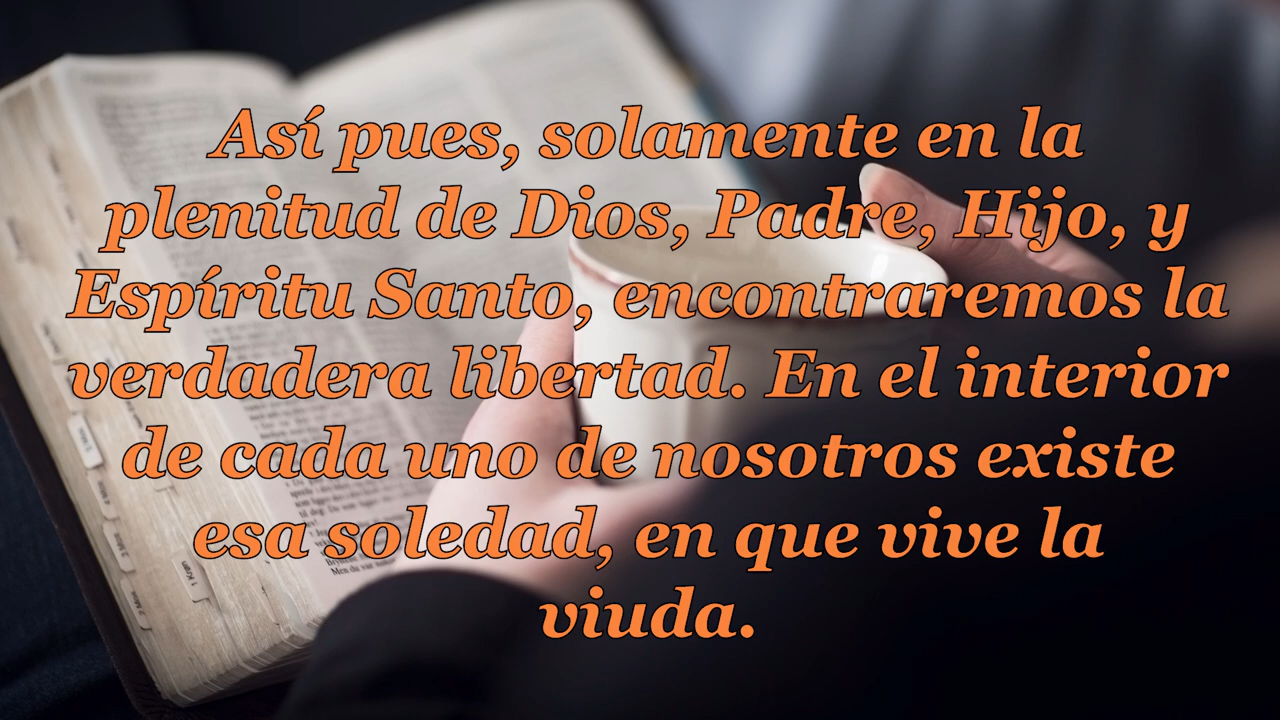 Así pues, solamente en la
plenitud de Dios, Padre, Hijo, y
Espíritu Santo, encontraremos la
verdadera libertad. En el interior
de cada uno de nosotros existe
esa soledad, en que vive la
viuda.